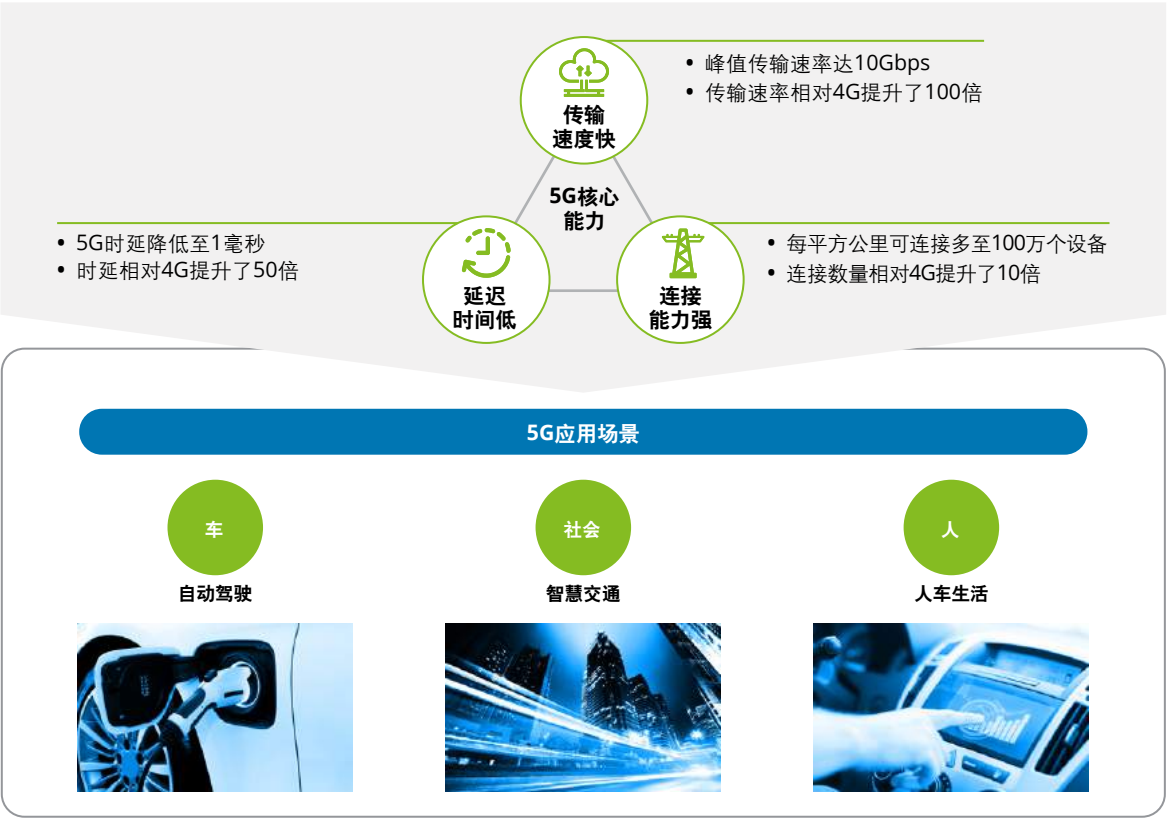 传输
速度快
• 峰值传输速率达10Gbps
• 传输速率相对4G提升了100倍
5G核心
能力
• 5G时延降低至1毫秒
• 时延相对4G提升了50倍
延迟
时间低
连接
能力强
• 每平方公里可连接多至100万个设备
• 连接数量相对4G提升了10倍
5G应用场景
车
社会
人
自动驾驶
智慧交通
人车生活